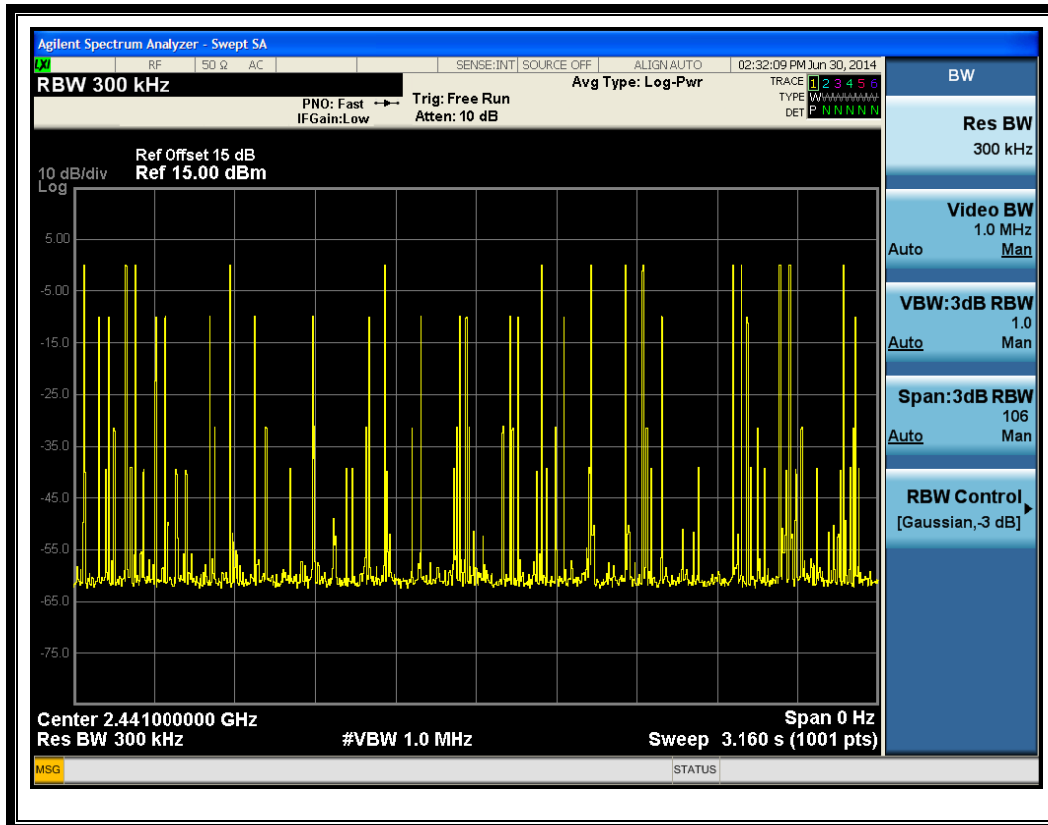 Agilent Spectrum Analyzer - Swept SA
LXI RF 50 Ω AC SENSE:INT SOURCE OFF ALIGN AUTO 02:32:09 PM Jun 30, 2014
RBW 300 kHz
Avg Type: Log-Pwr
TRACE 1 2 3 4 5 6
PNO: Fast Trig: Free Run
TYPE WWWWWW
IFGain:Low Atten: 10 dB
DET P N N N N N
Ref Offset 15 dB
10 dB/div Ref 15.00 dBm
Log
5.00
-5.00
-15.0
-25.0
-35.0
-45.0
-55.0
-65.0
-75.0
Center 2.441000000 GHz Span 0 Hz
Res BW 300 kHz #VBW 1.0 MHz Sweep 3.160 s (1001 pts)
MSG STATUS
BW
Res BW
300 kHz
Video BW
1.0 MHz
Auto Man
VBW:3dB RBW
1.0
Auto Man
Span:3dB RBW
106
Auto Man
RBW Control
[Gaussian,-3 dB]